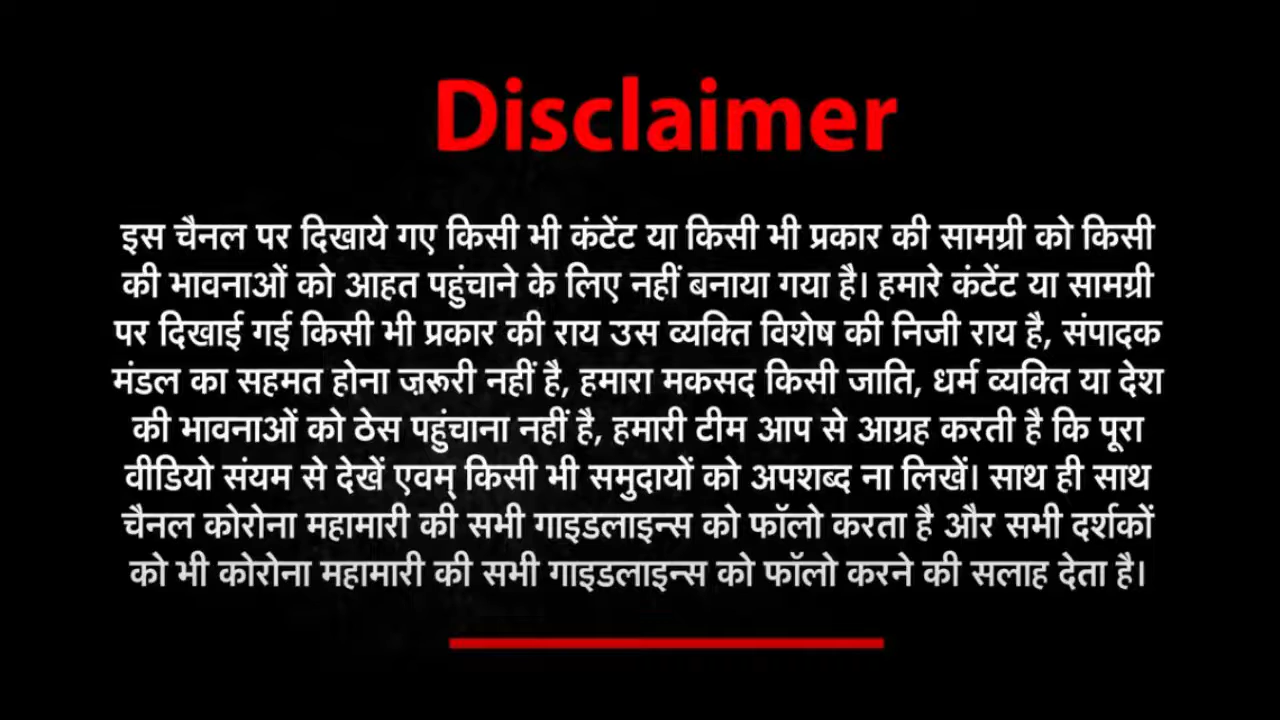 Disclaimer
इस चैनल पर दिखाये गए किसी भी कंटेंट या किसी भी प्रकार की सामग्री को किसी
की भावनाओं को आहत पहुंचाने के लिए नहीं बनाया गया है। हमारे कंटेंट या सामग्री
पर दिखाई गई किसी भी प्रकार की राय उस व्यक्ति विशेष की निजी राय है, संपादक
मंडल का सहमत होना ज़रूरी नहीं है, हमारा मकसद किसी जाति, धर्म व्यक्ति या देश
की भावनाओं को ठेस पहुंचाना नहीं है, हमारी टीम आप से आग्रह करती है कि पूरा
वीडियो संयम से देखें एवम् किसी भी समुदायों को अपशब्द ना लिखें। साथ ही साथ
चैनल कोरोना महामारी की सभी गाइडलाइन्स को फॉलो करता है और सभी दर्शकों
को भी कोरोना महामारी की सभी गाइडलाइन्स को फॉलो करने की सलाह देता है।